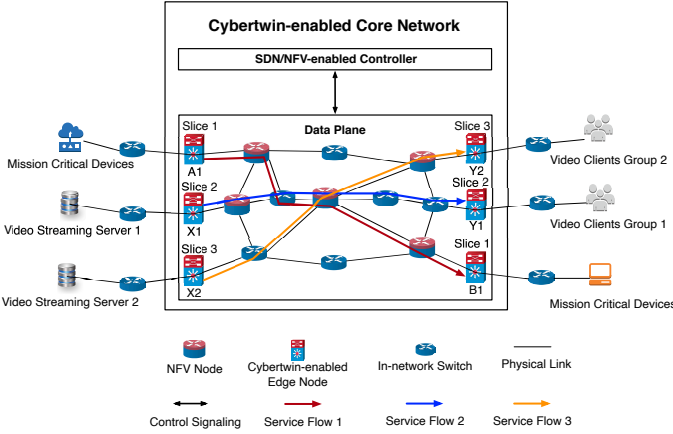 Cybertwin-enabled Core Network
SDN/NFV-enabled Controller
Data Plane
Slice 1
A1
Slice 2
X1
Slice 3
X2
Slice 3
Y2
Slice 2
Y1
Slice 1
B1
Mission Critical Devices
Video Streaming Server 1
Video Streaming Server 2
Video Clients Group 2
Video Clients Group 1
Mission Critical Devices
NFV Node
Cybertwin-enabled
Edge Node
In-network Switch
Physical Link
Control Signaling
Service Flow 1
Service Flow 2
Service Flow 3